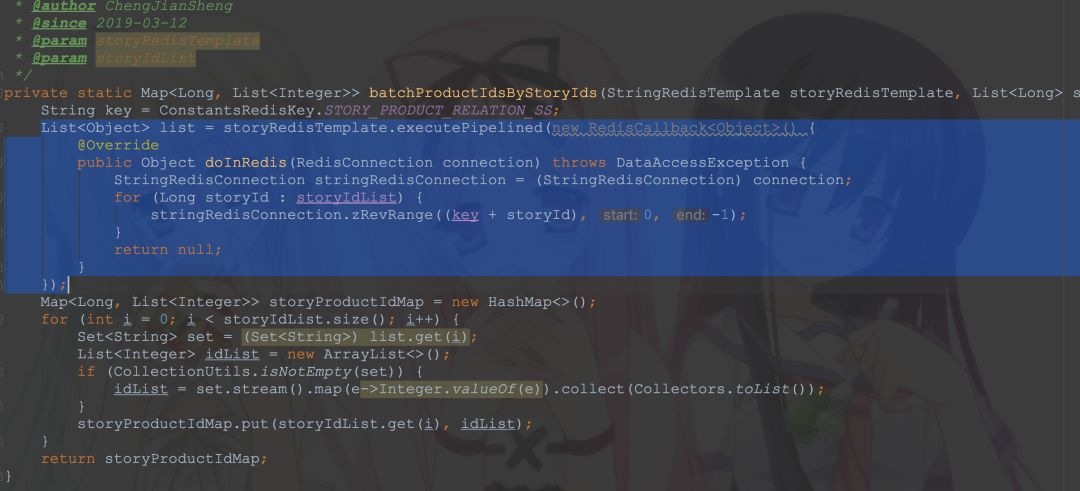 * @author ChengJianSheng
* @since 2019-03-12
* @param storyRedisTemplate
* @param storyIdList
*/
private static Map<Long, List<Integer>> batchProductIdsByStoryIds(StringRedisTemplate storyRedisTemplate, List<Long> s
String key = ConstantsRedisKey.STORY_PRODUCT_RELATION_SS;
List<Object> list = storyRedisTemplate.executePipelined(new RedisCallback<Object>() {
@Override
public Object doInRedis(RedisConnection connection) throws DataAccessException {
StringRedisConnection stringRedisConnection = (StringRedisConnection) connection;
for (Long storyId : storyIdList) {
stringRedisConnection.zRevRange((key + storyId), start: 0, end: -1);
}
return null;
}
});
Map<Long, List<Integer>> storyProductIdMap = new HashMap<>();
for (int i = 0; i < storyIdList.size(); i++) {
Set<String> set = (Set<String>) list.get(i);
List<Integer> idList = new ArrayList<>();
if (CollectionUtils.isNotEmpty(set)) {
idList = set.stream().map(e->Integer.valueOf(e)).collect(Collectors.toList());
}
storyProductIdMap.put(storyIdList.get(i), idList);
}
return storyProductIdMap;
}